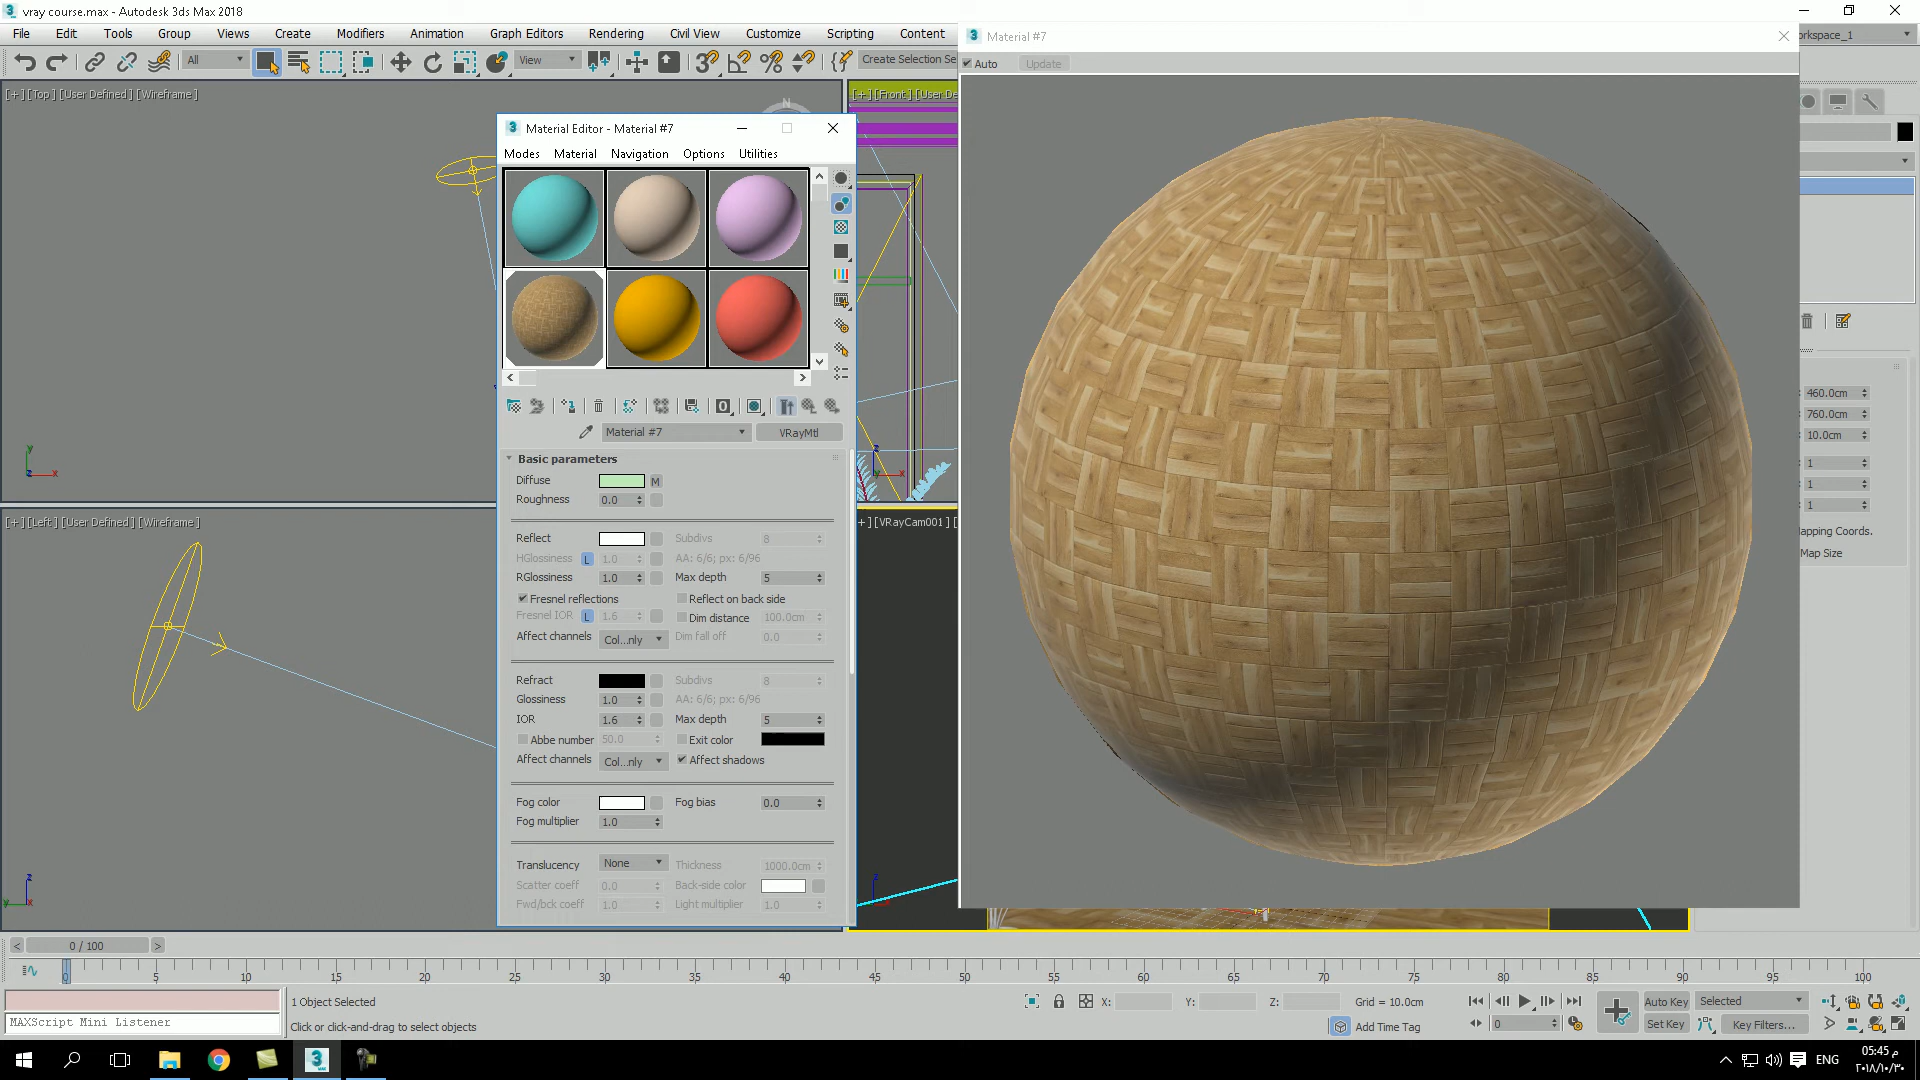 vray course.max - Autodesk 3ds Max 2018
File Edit Tools Group Views Create Modifiers Animation Graph Editors Rendering Civil View Customize Scripting Content
orkspace_1
All View Create Selection Se
Material #7
Auto Update
[+] [Top] [User Defined] [Wireframe]
[+] [Front] [User De
N
Material Editor - Material #7
Modes Material Navigation Options Utilities
Material #7 VRayMtl
Basic parameters
Diffuse M
Roughness 0.0
Reflect Subdivs 8
HGlossiness L 1.0 AA: 6/6; px: 6/96
RGlossiness 1.0 Max depth 5
Fresnel reflections Reflect on back side
Fresnel IOR L 1.6 Dim distance 100.0cm
Affect channels Col...nly Dim fall off 0.0
Refract Subdivs 8
Glossiness 1.0 AA: 6/6; px: 6/96
IOR 1.6 Max depth 5
Abbe number 50.0 Exit color
Affect channels Col...nly Affect shadows
Fog color Fog bias 0.0
Fog multiplier 1.0
Translucency None Thickness 1000.0cm
Scatter coeff 0.0 Back-side color
Fwd/bck coeff 1.0 Light multiplier 1.0
[+] [Left] [User Defined] [Wireframe]
+] [VRayCam001] [
460.0cm
760.0cm
10.0cm
1
1
1
apping Coords.
Map Size
< 0 / 100 >
0 5 10 15 20 25 30 35 40 45 50 55 60 65 70 75 80 85 90 95 100
1 Object Selected
X: Y: Z: Grid = 10.0cm
Auto Key Selected
MAXScript Mini Listener
Click or click-and-drag to select objects
Add Time Tag
0
Set Key Key Filters...
ENG
05:45 م
٢٠١٨/١٠/٣٠